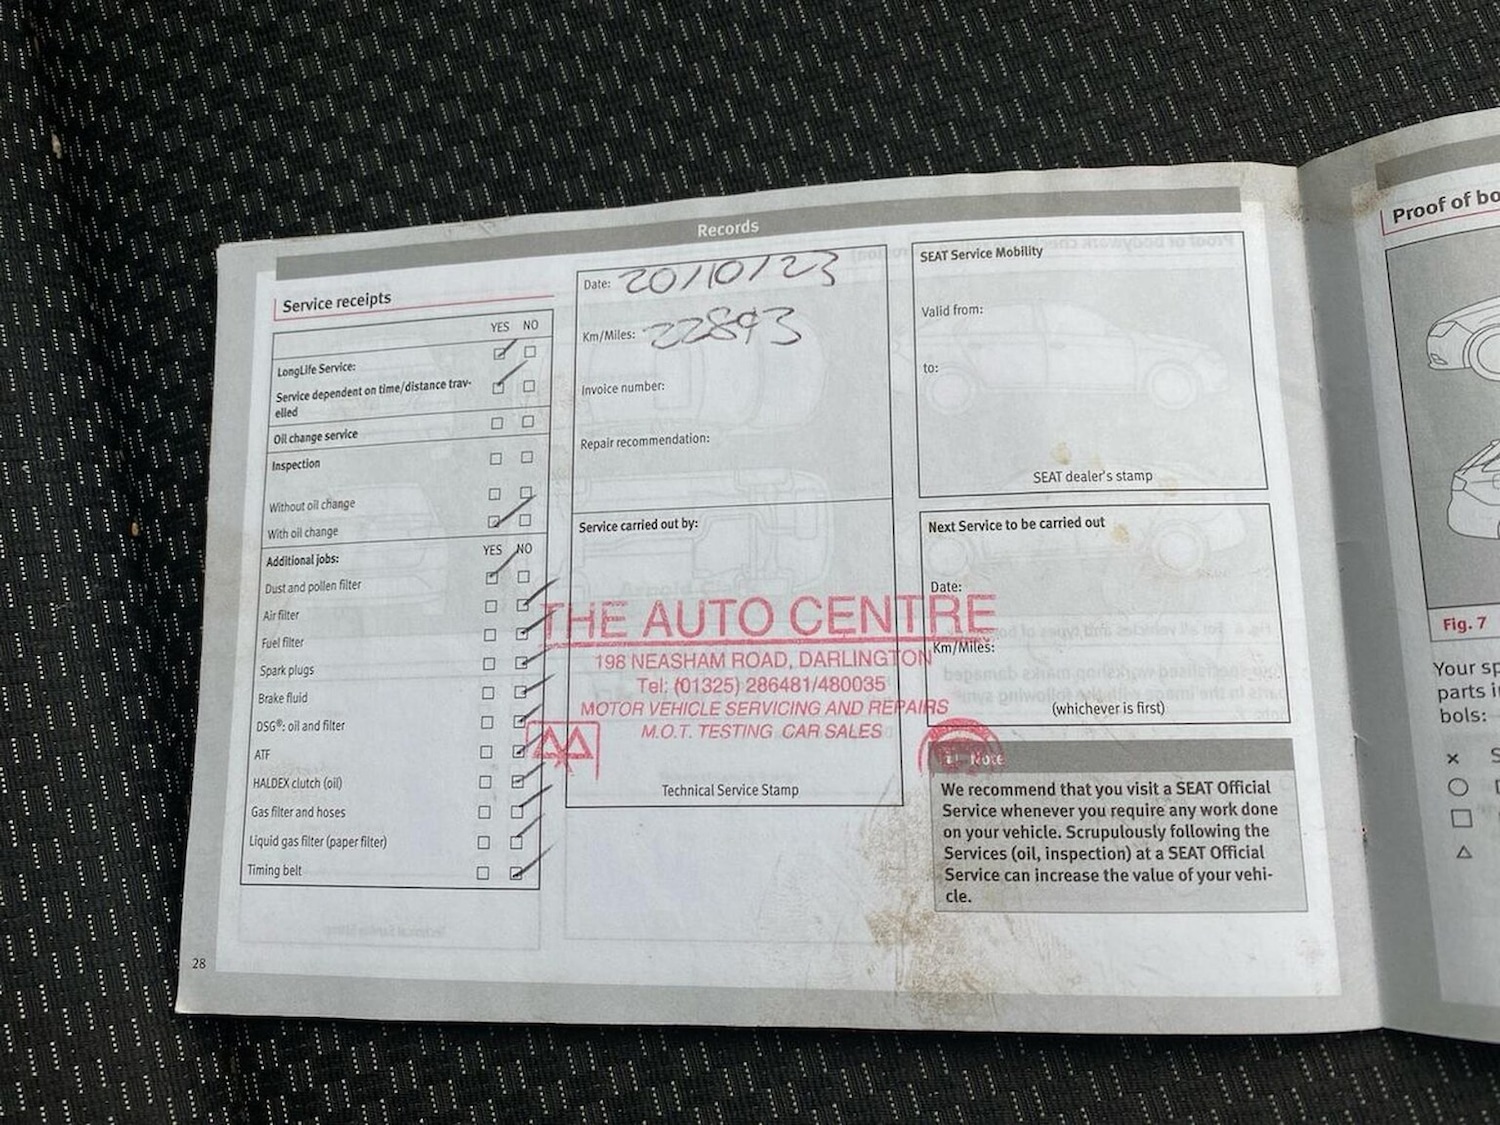 Records
Service receipts
YES NO
LongLife Service:
Service dependent on time/distance trav-
elled
Oil change service
Inspection
Without oil change
With oil change
Additional jobs:
YES NO
Dust and pollen filter
Air filter
Fuel filter
Spark plugs
Brake fluid
DSG®: oil and filter
ATF
HALDEX clutch (oil)
Gas filter and hoses
Liquid gas filter (paper filter)
Timing belt
28
Date: 20/10/23
Km/Miles: 22893
Invoice number:
Repair recommendation:
Service carried out by:
THE AUTO CENTRE
198 NEASHAM ROAD, DARLINGTON
Tel: (01325) 286481/480035
MOTOR VEHICLE SERVICING AND REPAIRS
M.O.T. TESTING CAR SALES
Technical Service Stamp
SEAT Service Mobility
Valid from:
to:
SEAT dealer's stamp
Next Service to be carried out
Date:
Km/Miles:
(whichever is first)
Note
We recommend that you visit a SEAT Official
Service whenever you require any work done
on your vehicle. Scrupulously following the
Services (oil, inspection) at a SEAT Official
Service can increase the value of your vehi-
cle.
Proof of bo
Fig. 7
Your sp
parts i
bols: